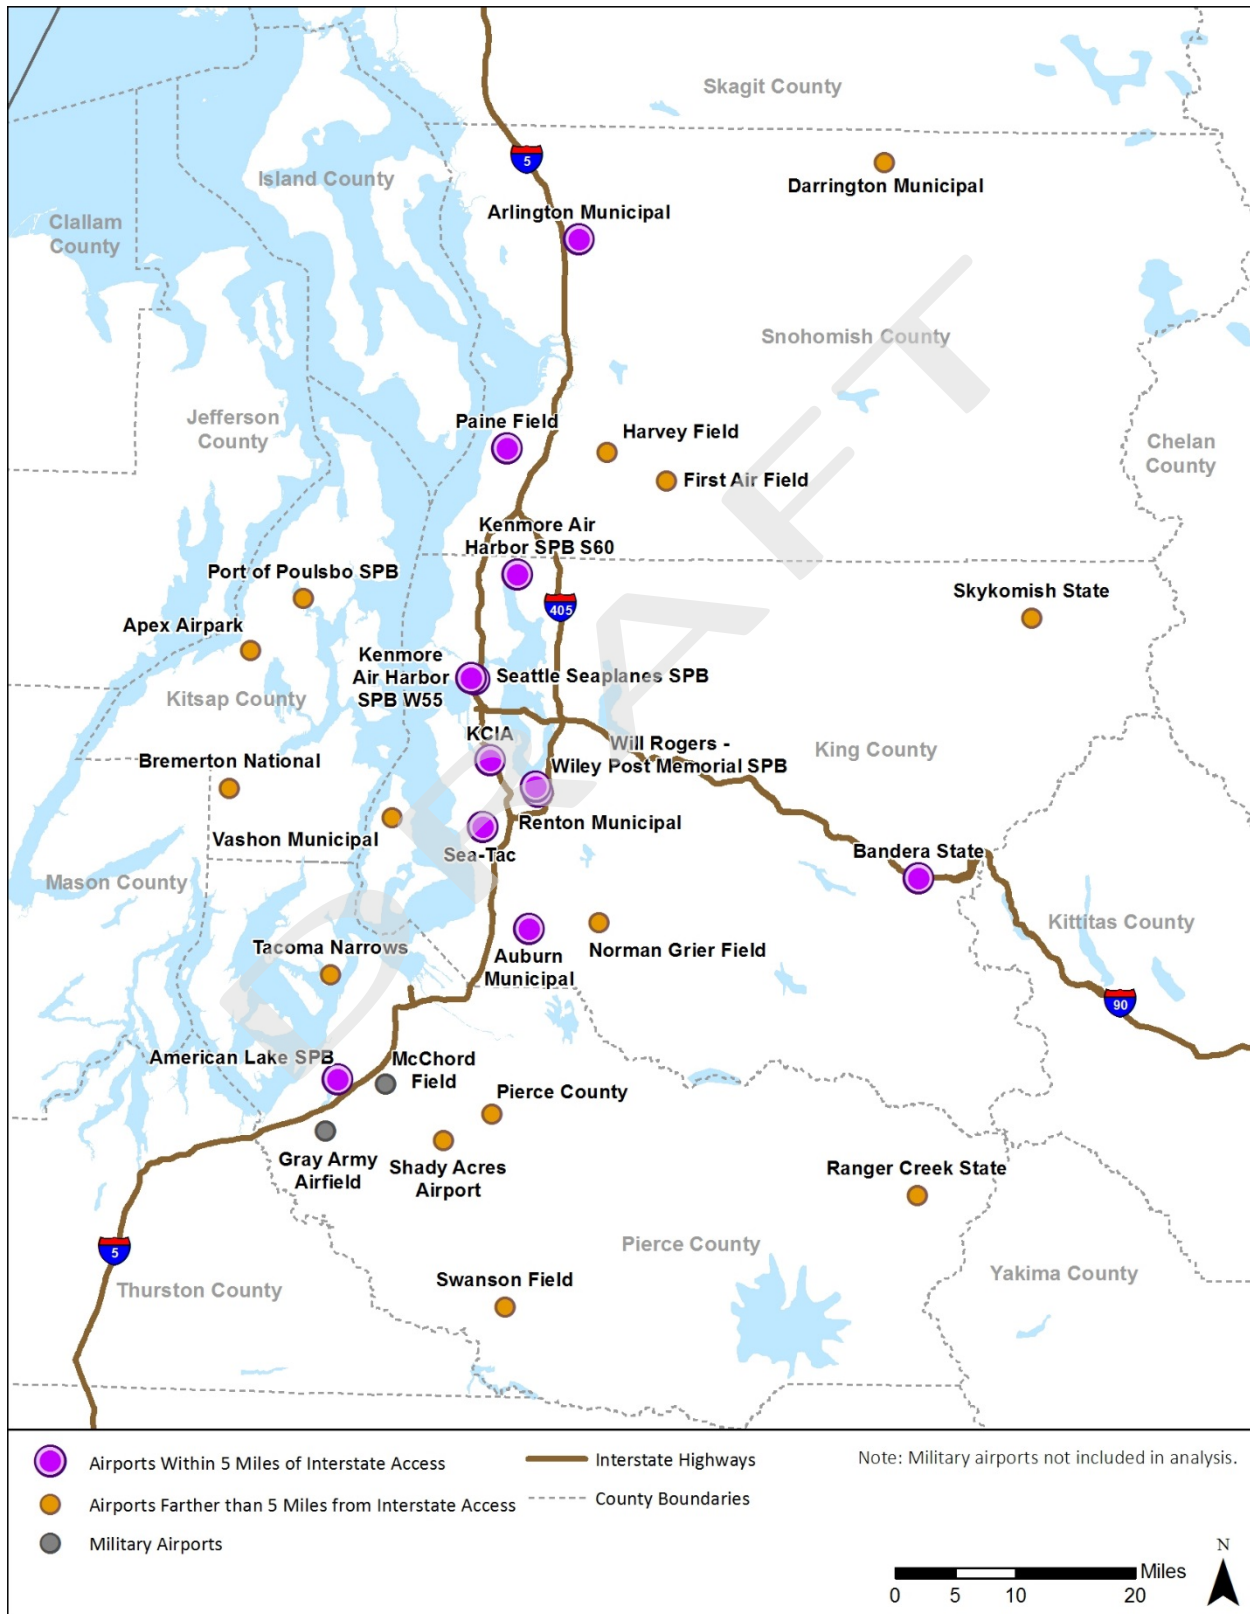 Skagit County
5
Darrington Municipal
Island County
Arlington Municipal
Clallam
County
Snohomish County
Jefferson
County
Paine Field
Harvey Field
Chelan
County
First Air Field
Kenmore Air
Harbor SPB S60
Port of Poulsbo SPB
Skykomish State
405
Apex Airpark
Kenmore
Air Harbor
SPB W55
Seattle Seaplanes SPB
Kitsap County
KCIA
Will Rogers -
Wiley Post Memorial SPB
King County
Bremerton National
Vashon Municipal
Renton Municipal
Sea-Tac
Bandera State
Mason County
Kittitas County
Tacoma Narrows
Auburn
Municipal
Norman Grier Field
90
American Lake SPB
McChord
Field
Pierce County
Gray Army
Airfield
Shady Acres
Airport
Ranger Creek State
5
Pierce County
Yakima County
Thurston County
Swanson Field
DRAFT
Airports Within 5 Miles of Interstate Access
Interstate Highways
Note: Military airports not included in analysis.
Airports Farther than 5 Miles from Interstate Access
County Boundaries
Military Airports
N
Miles
0 5 10 20